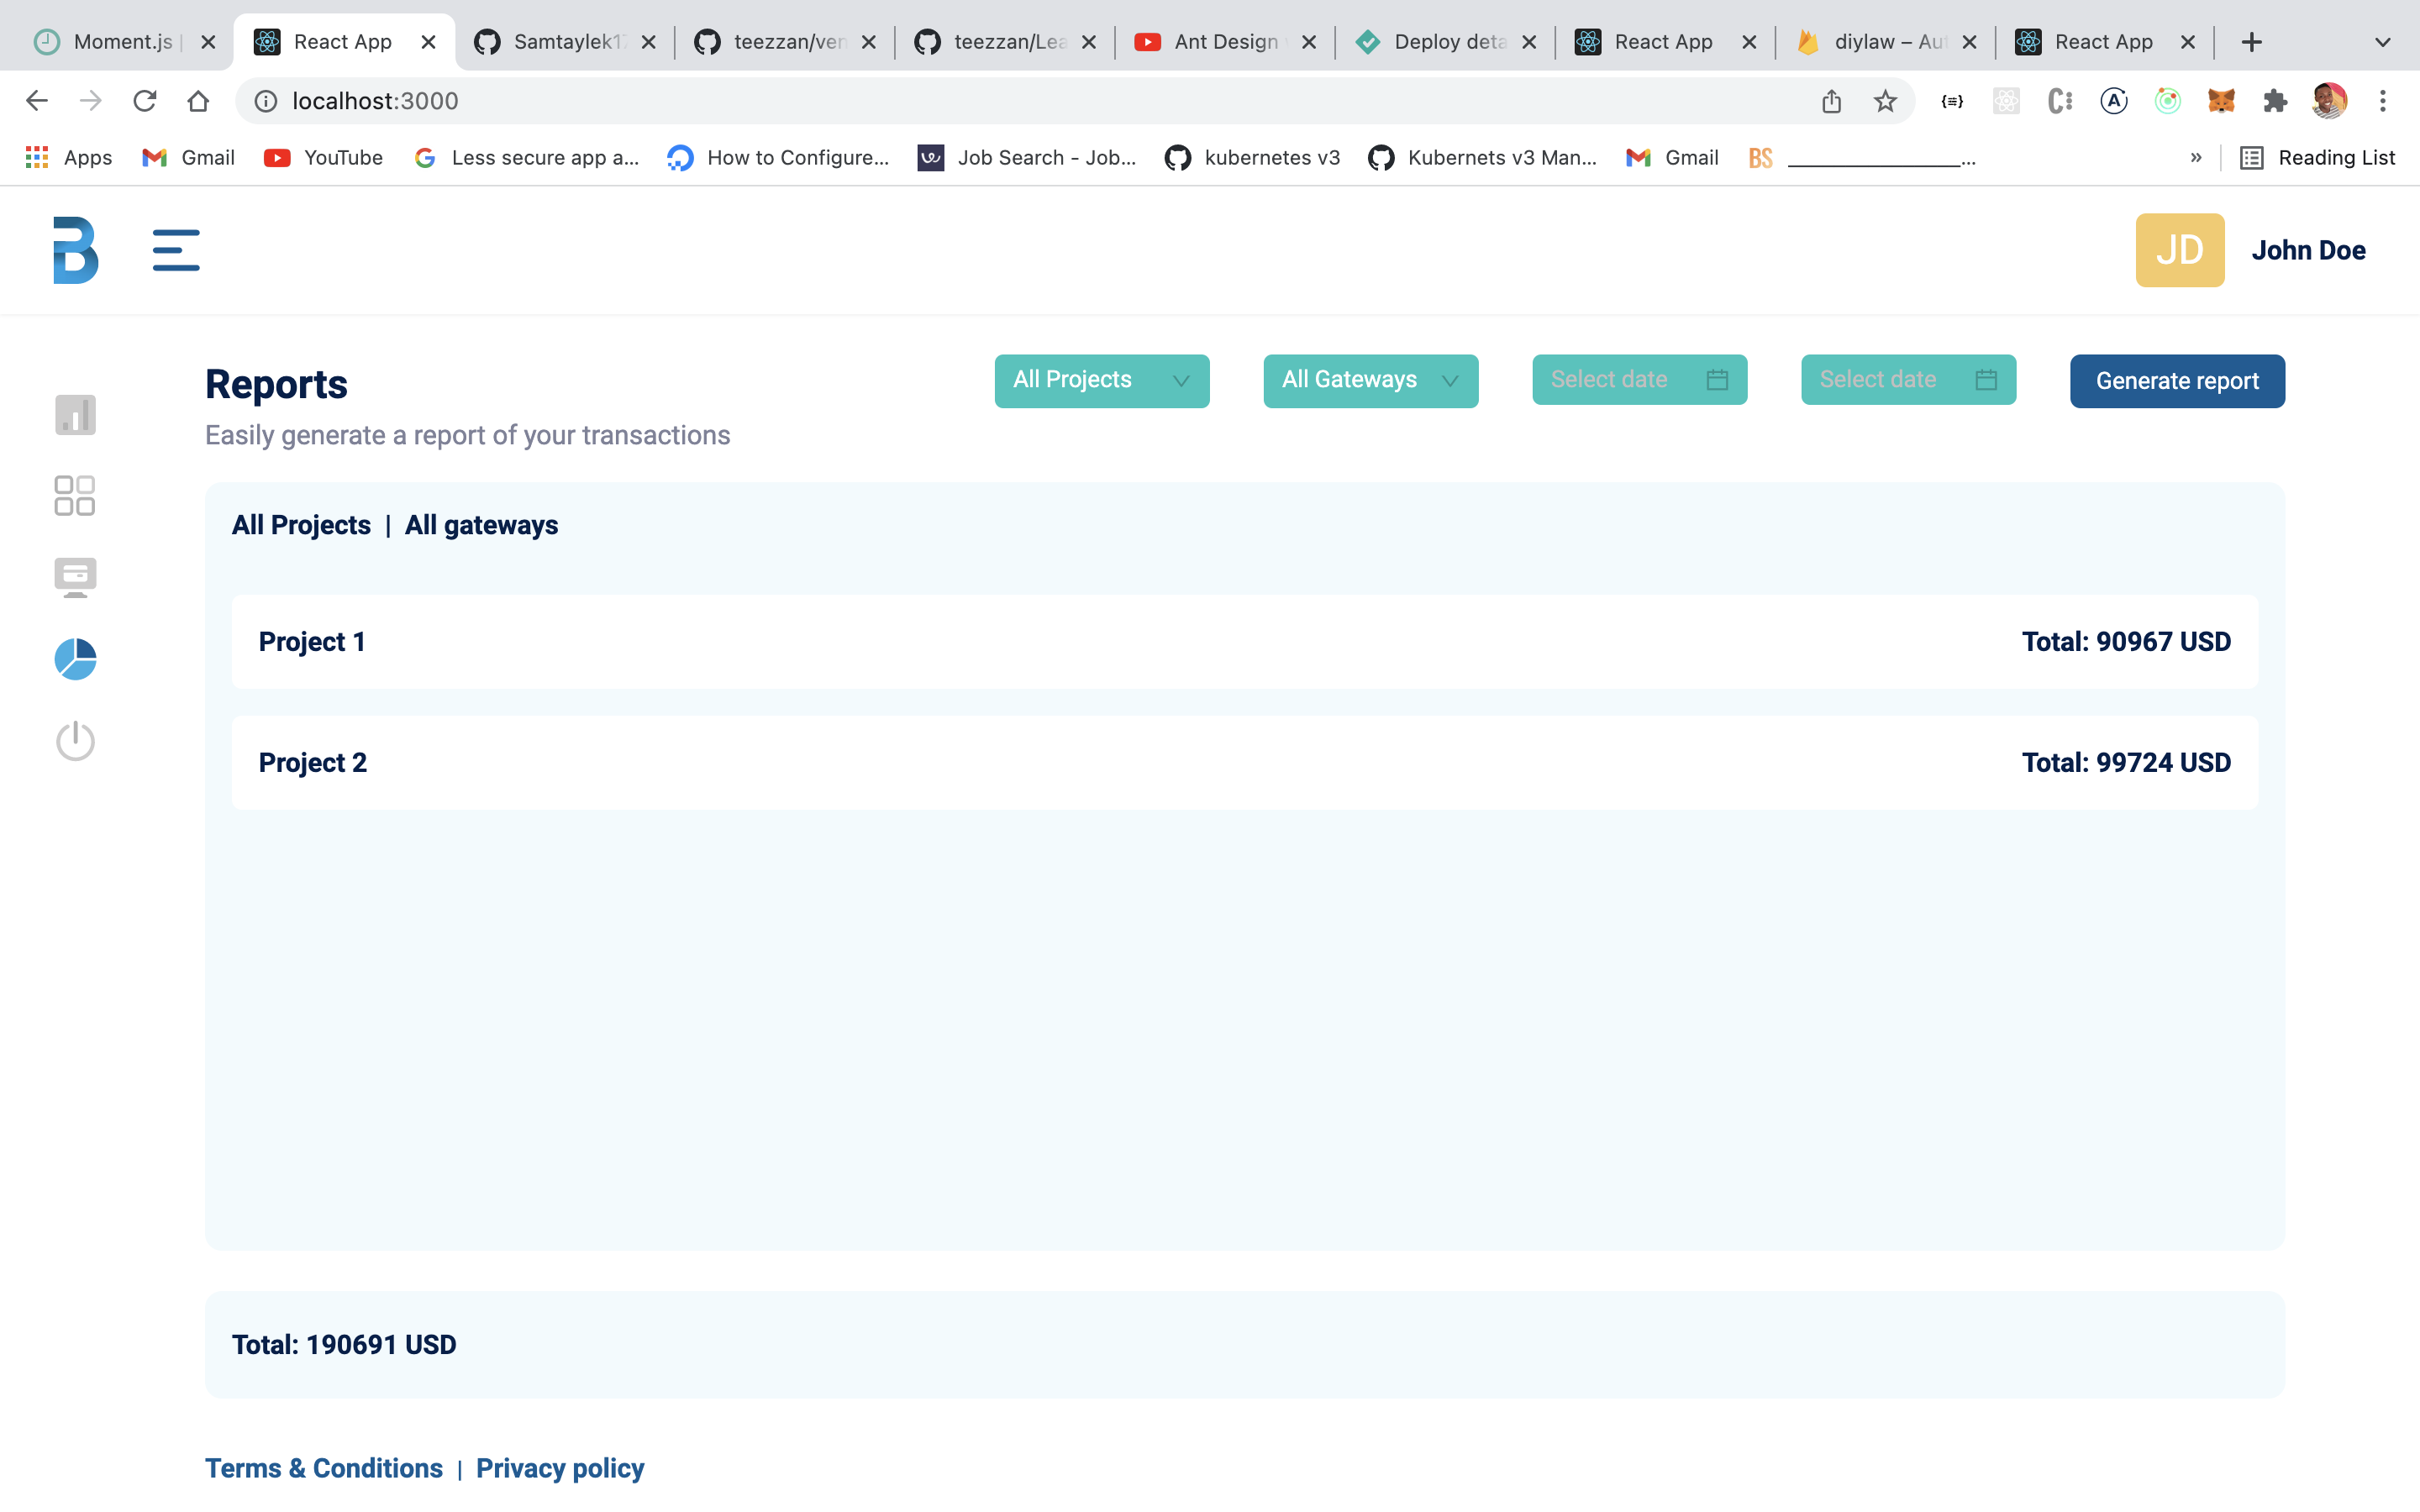 Moment.js
React App
Samtaylek1
teezzan/ven
teezzan/Lea
Ant Design
Deploy deta
React App
diylaw – Aut
React App
localhost:3000
Apps
Gmail
YouTube
Less secure app a...
How to Configure...
Job Search - Job...
kubernetes v3
Kubernets v3 Man...
Gmail
BS
_______________...
»
Reading List
B
JD
John Doe
Reports
All Projects
All Gateways
Select date
Select date
Generate report
Easily generate a report of your transactions
All Projects | All gateways
Project 1
Total: 90967 USD
Project 2
Total: 99724 USD
Total: 190691 USD
Terms & Conditions | Privacy policy